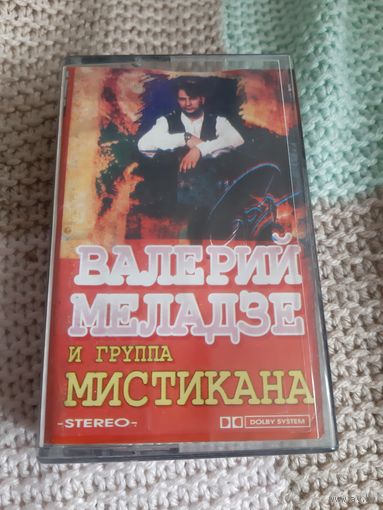 ВАЛЕРИЙ
МЕЛАДЗЕ
И ГРУППА
МИСТИКАНА
-STEREO-
DOLBY SYSTEM